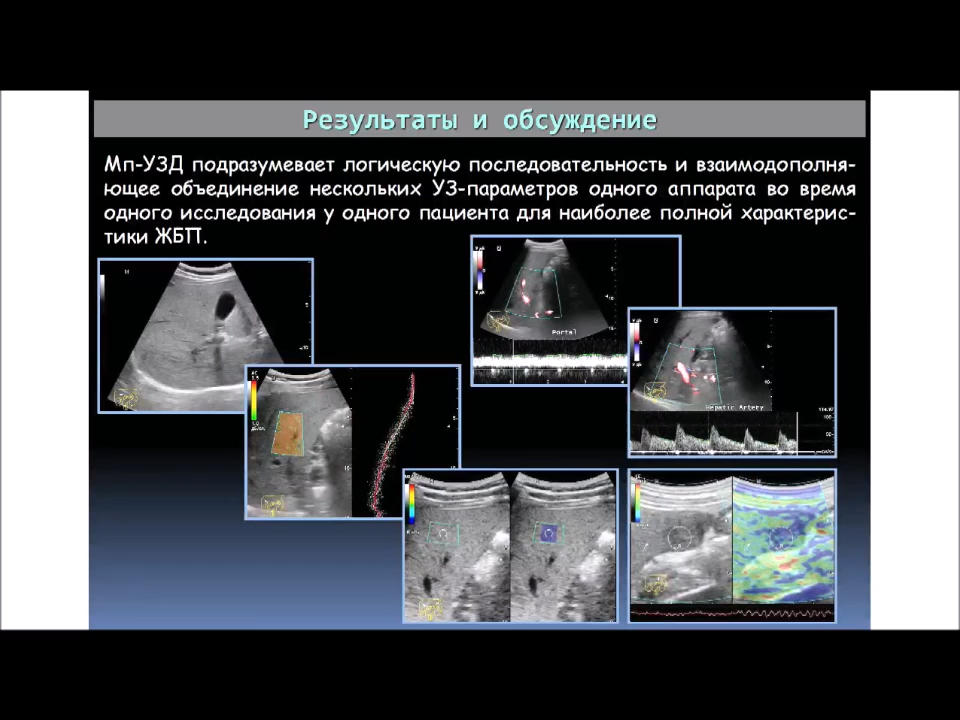 Результаты и обсуждение
Мп-УЗД подразумевает логическую последовательность и взаимодополня-
ющее объединение нескольких УЗ-параметров одного аппарата во время
одного исследования у одного пациента для наиболее полной характерис-
тики ЖБП.
Portal
Hepatic Artery